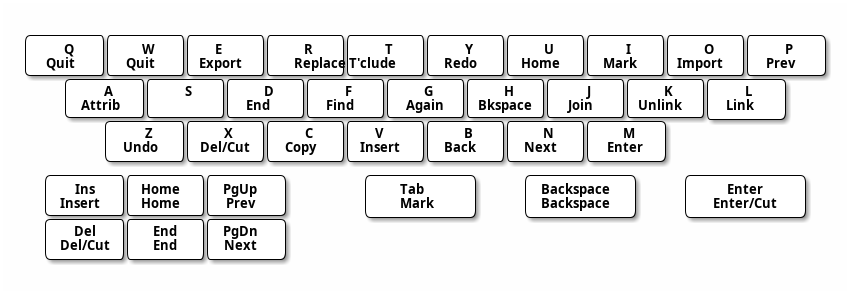 Q W E R T Y U I O P
Quit Quit Export Replace T'clude Redo Home Mark Import Prev
A S D F G H J K L
Attrib End Find Again Bkspace Join Unlink Link
Z X C V B N M
Undo Del/Cut Copy Insert Back Next Enter
Ins Home PgUp Tab Backspace Enter
Insert Home Prev Mark Backspace Enter/Cut
Del End PgDn
Del/Cut End Next